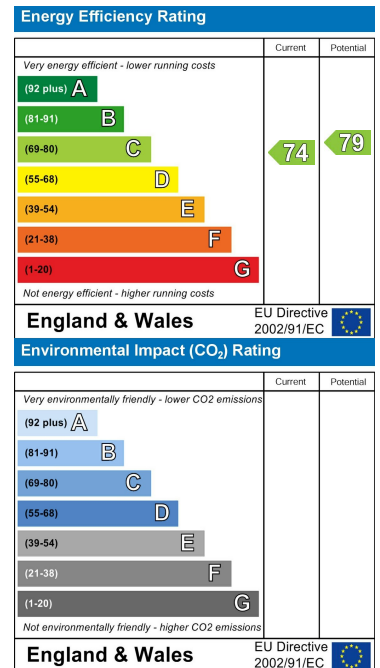 Energy Efficiency Rating
Current Potential
Very energy efficient - lower running costs
(92 plus) A
(81-91) B
(69-80) C
74 79
(55-68) D
(39-54) E
(21-38) F
(1-20) G
Not energy efficient - higher running costs
England & Wales EU Directive 2002/91/EC
Environmental Impact (CO₂) Rating
Current Potential
Very environmentally friendly - lower CO2 emissions
(92 plus) A
(81-91) B
(69-80) C
(55-68) D
(39-54) E
(21-38) F
(1-20) G
Not environmentally friendly - higher CO2 emissions
England & Wales EU Directive 2002/91/EC